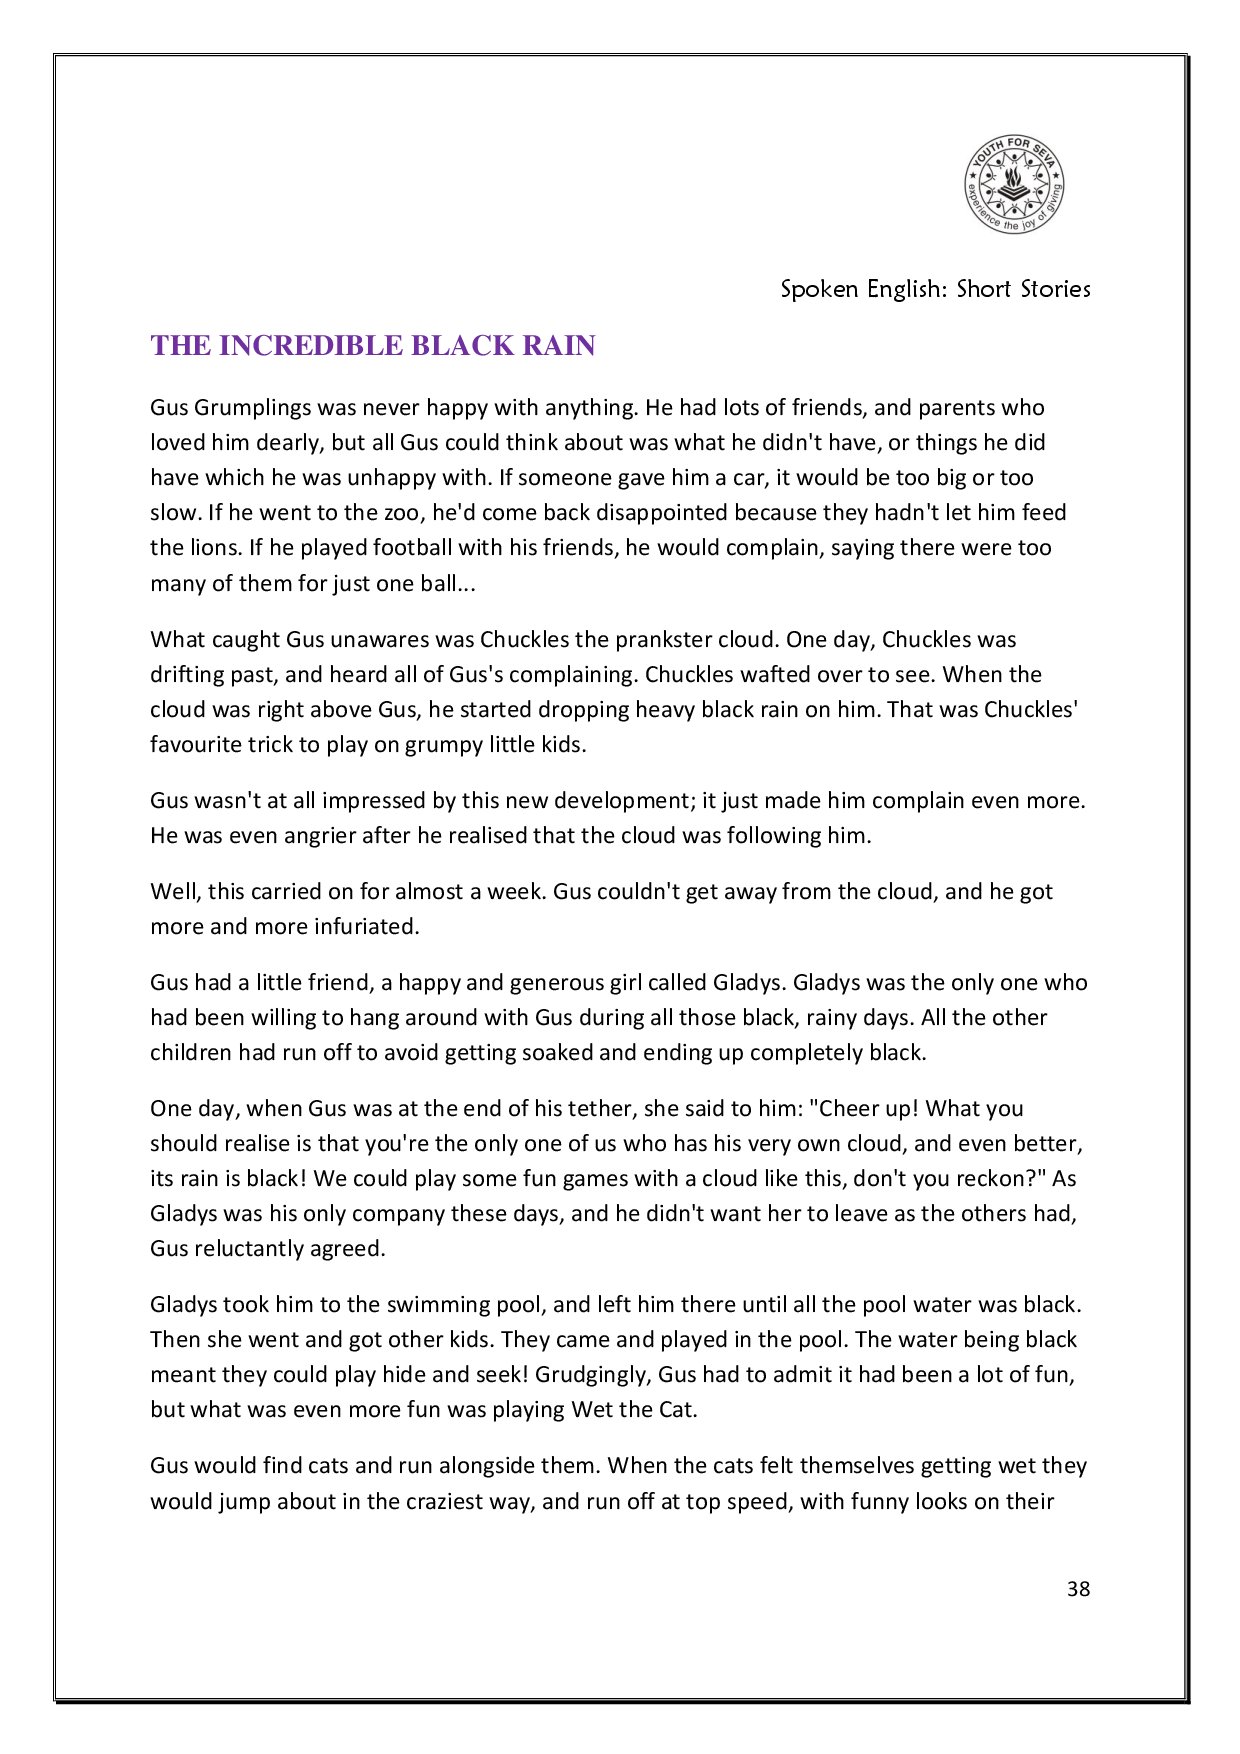 YOUTH FOR SEVA
experience the joy of giving
Spoken English: Short Stories
THE INCREDIBLE BLACK RAIN
Gus Grumplings was never happy with anything. He had lots of friends, and parents who
loved him dearly, but all Gus could think about was what he didn't have, or things he did
have which he was unhappy with. If someone gave him a car, it would be too big or too
slow. If he went to the zoo, he'd come back disappointed because they hadn't let him feed
the lions. If he played football with his friends, he would complain, saying there were too
many of them for just one ball...
What caught Gus unawares was Chuckles the prankster cloud. One day, Chuckles was
drifting past, and heard all of Gus's complaining. Chuckles wafted over to see. When the
cloud was right above Gus, he started dropping heavy black rain on him. That was Chuckles'
favourite trick to play on grumpy little kids.
Gus wasn't at all impressed by this new development; it just made him complain even more.
He was even angrier after he realised that the cloud was following him.
Well, this carried on for almost a week. Gus couldn't get away from the cloud, and he got
more and more infuriated.
Gus had a little friend, a happy and generous girl called Gladys. Gladys was the only one who
had been willing to hang around with Gus during all those black, rainy days. All the other
children had run off to avoid getting soaked and ending up completely black.
One day, when Gus was at the end of his tether, she said to him: "Cheer up! What you
should realise is that you're the only one of us who has his very own cloud, and even better,
its rain is black! We could play some fun games with a cloud like this, don't you reckon?" As
Gladys was his only company these days, and he didn't want her to leave as the others had,
Gus reluctantly agreed.
Gladys took him to the swimming pool, and left him there until all the pool water was black.
Then she went and got other kids. They came and played in the pool. The water being black
meant they could play hide and seek! Grudgingly, Gus had to admit it had been a lot of fun,
but what was even more fun was playing Wet the Cat.
Gus would find cats and run alongside them. When the cats felt themselves getting wet they
would jump about in the craziest way, and run off at top speed, with funny looks on their
38